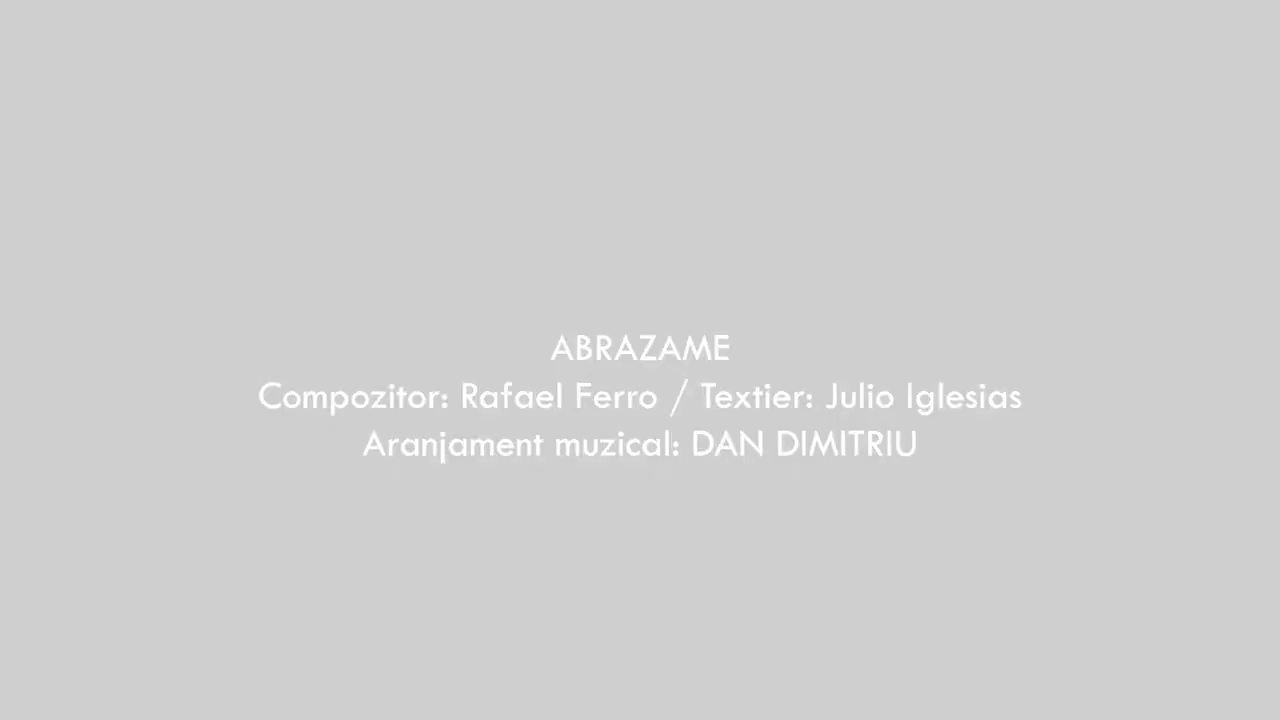 ABRAZAME
Compozitor: Rafael Ferro / Textier: Julio Iglesias
Aranjament muzical: DAN DIMITRIU